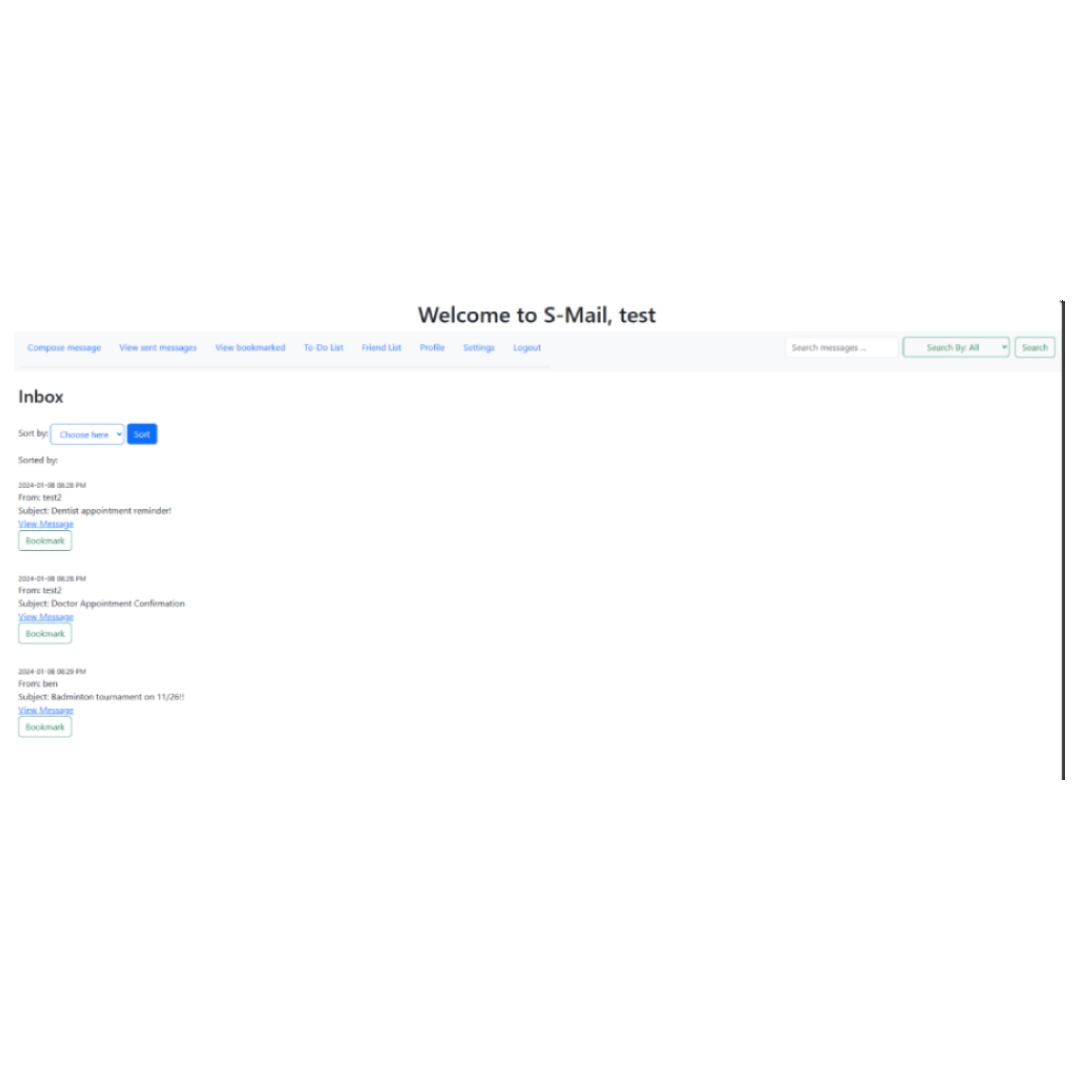 Welcome to S-Mail, test
Compose message View sent messages View bookmarked To-Do List Friend List Profile Settings Logout Search messages ... Search By: All Search
Inbox
Sort by: Choose here Sort
Sorted by:
2024-01-08 06:28 PM
From: test2
Subject: Dentist appointment reminder!
View Message
Bookmark
2024-01-08 06:28 PM
From: test2
Subject: Doctor Appointment Confirmation
View Message
Bookmark
2024-01-08 06:29 PM
From: ben
Subject: Badminton tournament on 11/26!!
View Message
Bookmark